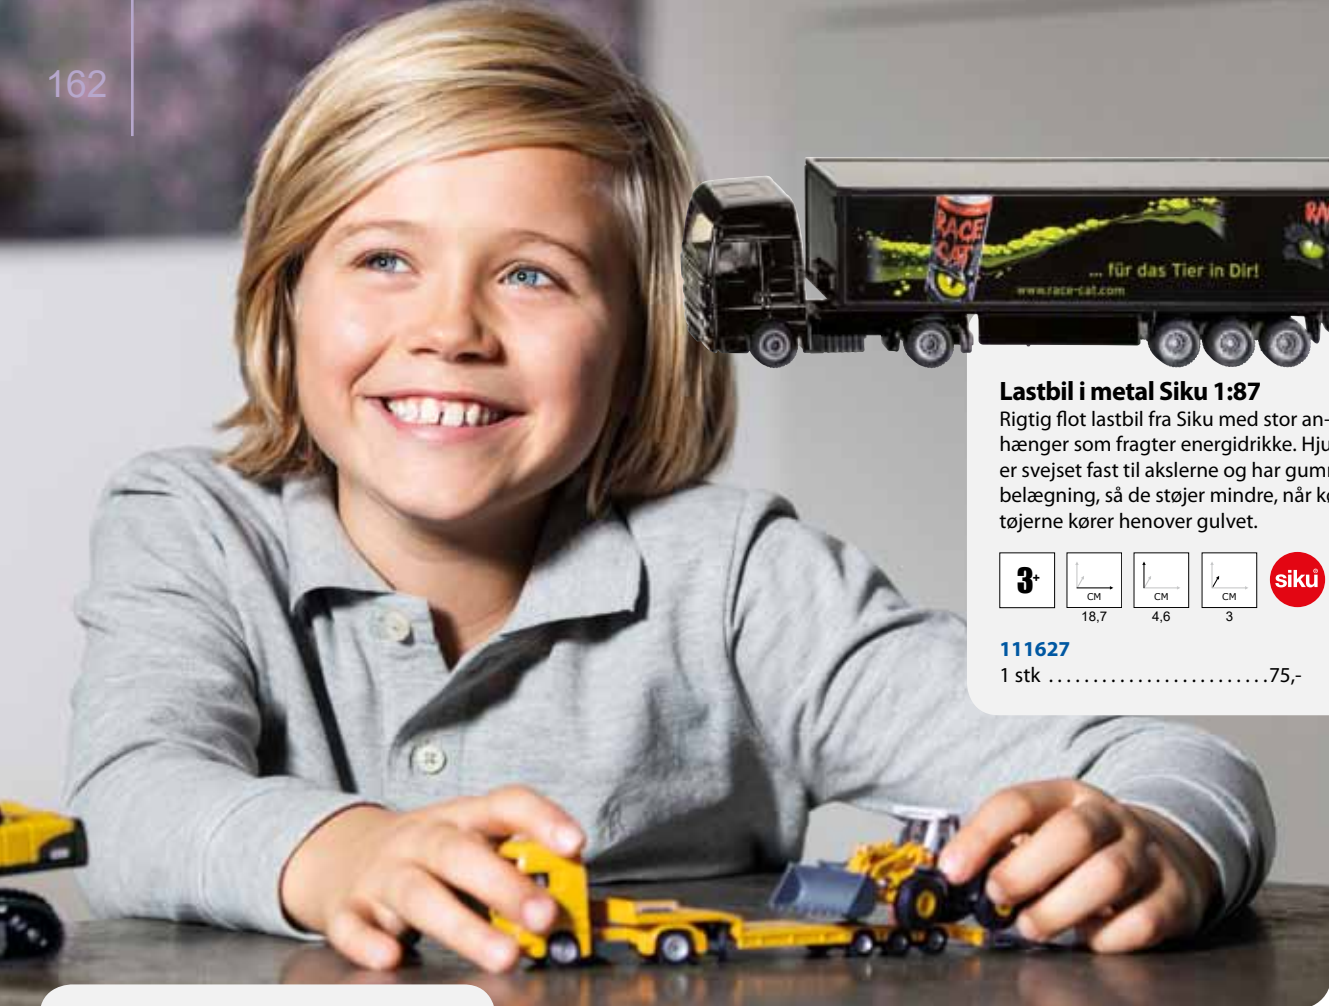 162
RACE
CAT
... für das Tier in Dir!
www.race-cat.com
Lastbil i metal Siku 1:87
Rigtig flot lastbil fra Siku med stor an-
hænger som fragter energidrikke.
er svejset fast til akslerne og har
belægning, så de støjer mindre, når
tøjerne kører henover gulvet.
3+
CM
CM
CM
siku
18,7
4,6
3
111627
1 stk .........................75,-